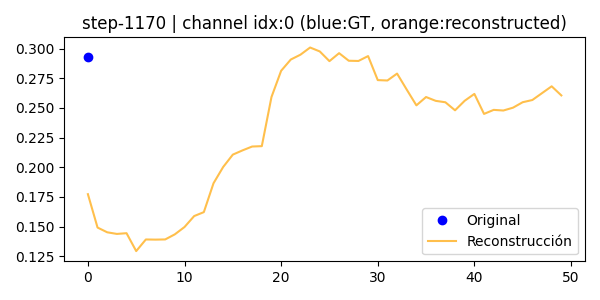 step-1170 | channel idx:0 (blue:GT, orange:reconstructed)
0.300
0.275
0.250
0.225
0.200
0.175
0.150
0.125
Original
Reconstrucción
0 10 20 30 40 50